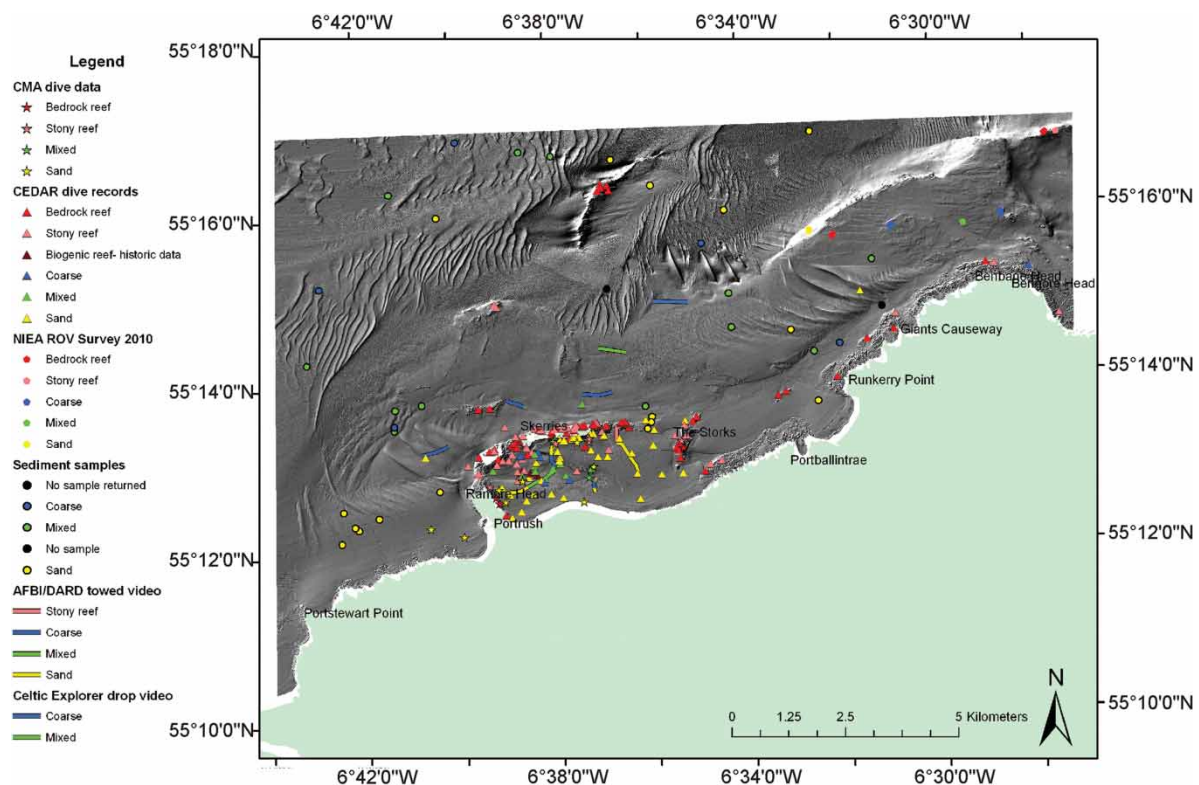 6°42'0"W
6°38'0"W
6°34'0"W
6°30'0"W
55°18'0"N
55°16'0"N
55°14'0"N
55°12'0"N
55°10'0"N
Legend
CMA dive data
Bedrock reef
Stony reef
Mixed
Sand
CEDAR dive records
Bedrock reef
Stony reef
Biogenic reef- historic data
Coarse
Mixed
Sand
NIEA ROV Survey 2010
Bedrock reef
Stony reef
Coarse
Mixed
Sand
Sediment samples
No sample returned
Coarse
Mixed
No sample
Sand
AFBI/DARD towed video
Stony reef
Coarse
Mixed
Sand
Celtic Explorer drop video
Coarse
Mixed
Benbane Head
Bengore Head
Giants Causeway
Runkerry Point
Skerries
The Storks
Portballintrae
Ramore Head
Portrush
Portstewart Point
N
0 1.25 2.5 5 Kilometers
55°16'0"N
55°14'0"N
55°12'0"N
55°10'0"N
6°42'0"W
6°38'0"W
6°34'0"W
6°30'0"W